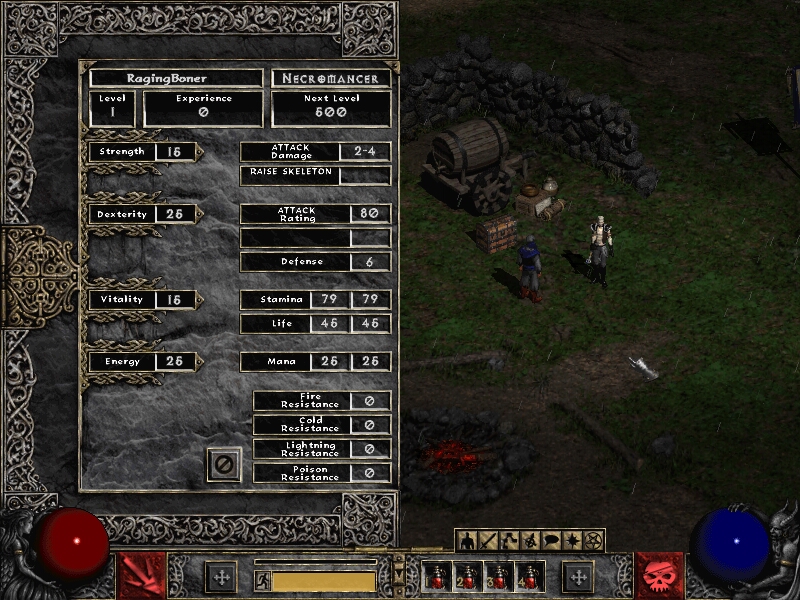 RagingBoner
NECROMANCER
Level
1
Experience
0
Next Level
500
Strength 15
ATTACK
Damage
2-4
RAISE SKELETON
Dexterity 25
ATTACK
Rating
80
Defense 6
Vitality 15
Stamina 79 79
Life 45 45
Energy 25
Mana 25 25
Fire
Resistance
0
Cold
Resistance
0
Lightning
Resistance
0
Poison
Resistance
0
1 2 3 4